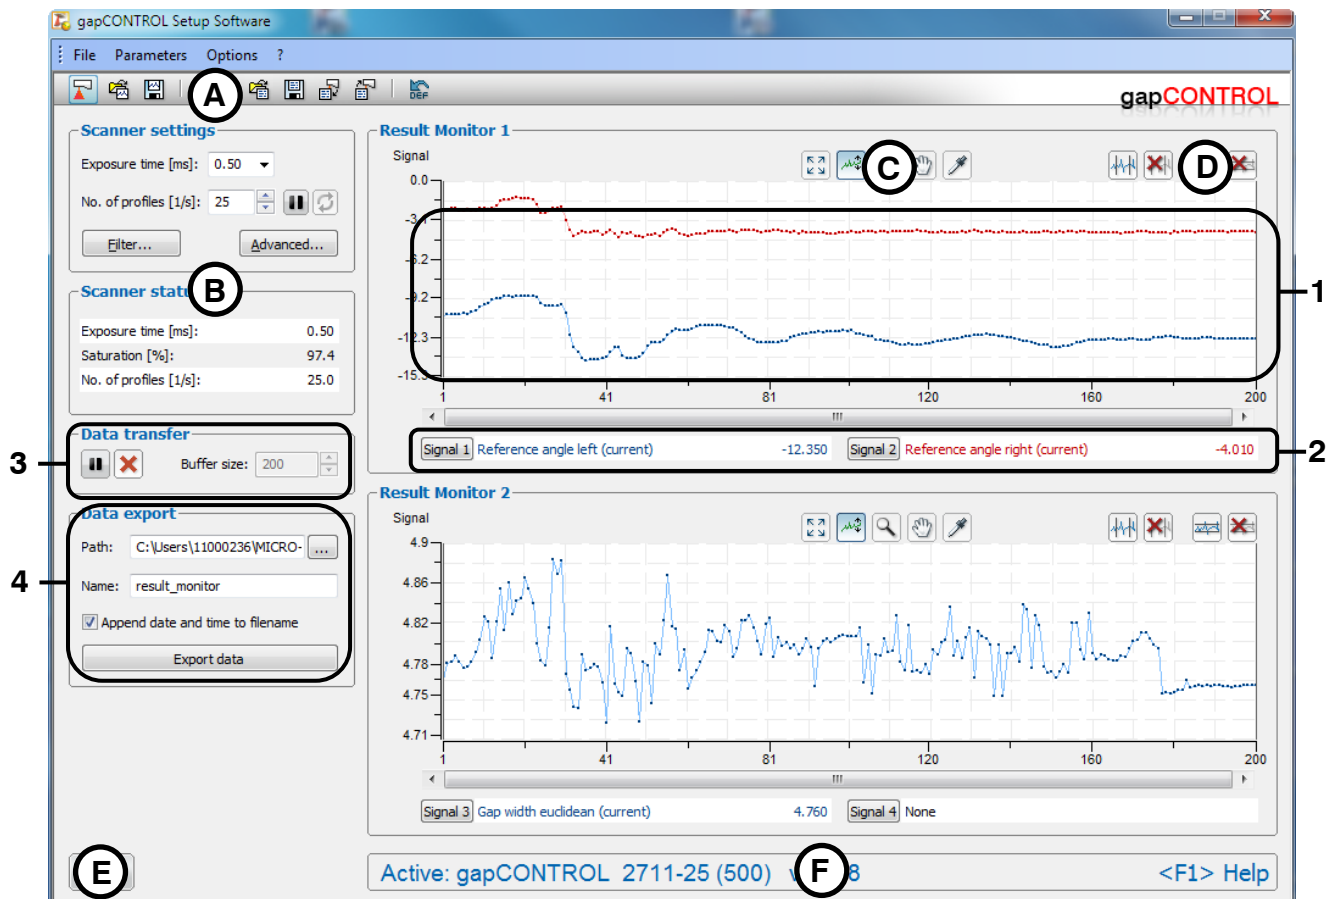 gapCONTROL Setup Software
File Parameters Options ?
A
DEF
gapCONTROL
Scanner settings
Exposure time [ms]: 0.50
No. of profiles [1/s]: 25
Filter... Advanced...
B
Exposure time [ms]: 0.50
Saturation [%]: 97.4
No. of profiles [1/s]: 25.0
Data transfer
3
Buffer size: 200
Data export
4
Path: C:\Users\11000236\MICRO- ...
Name: result_monitor
Append date and time to filename
Export data
E
Result Monitor 1
Signal
C
D
0.0
-6.2
-9.2
-12.3
1
1 41 81 120 160 200
Signal 1 Reference angle left (current) -12.350 Signal 2 Reference angle right (current) -4.010
2
Result Monitor 2
Signal
4.9
4.86
4.82
4.78
4.75
4.71
1 41 81 120 160 200
Signal 3 Gap width euclidean (current) 4.760 Signal 4 None
Active: gapCONTROL 2711-25 (500) F 8 <F1> Help